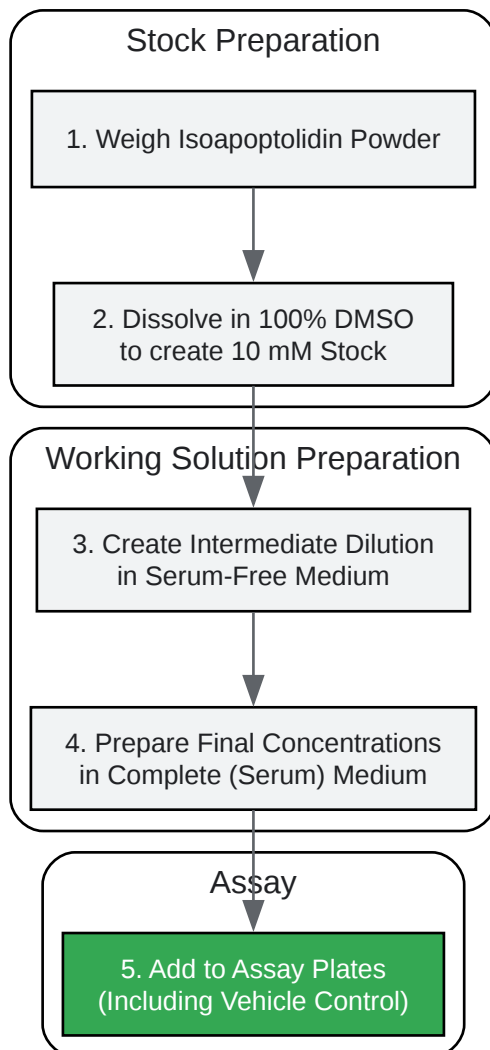 Stock Preparation
1. Weigh Isoapoptolidin Powder
2. Dissolve in 100% DMSO
to create 10 mM Stock
Working Solution Preparation
3. Create Intermediate Dilution
in Serum-Free Medium
4. Prepare Final Concentrations
in Complete (Serum) Medium
Assay
5. Add to Assay Plates
(Including Vehicle Control)